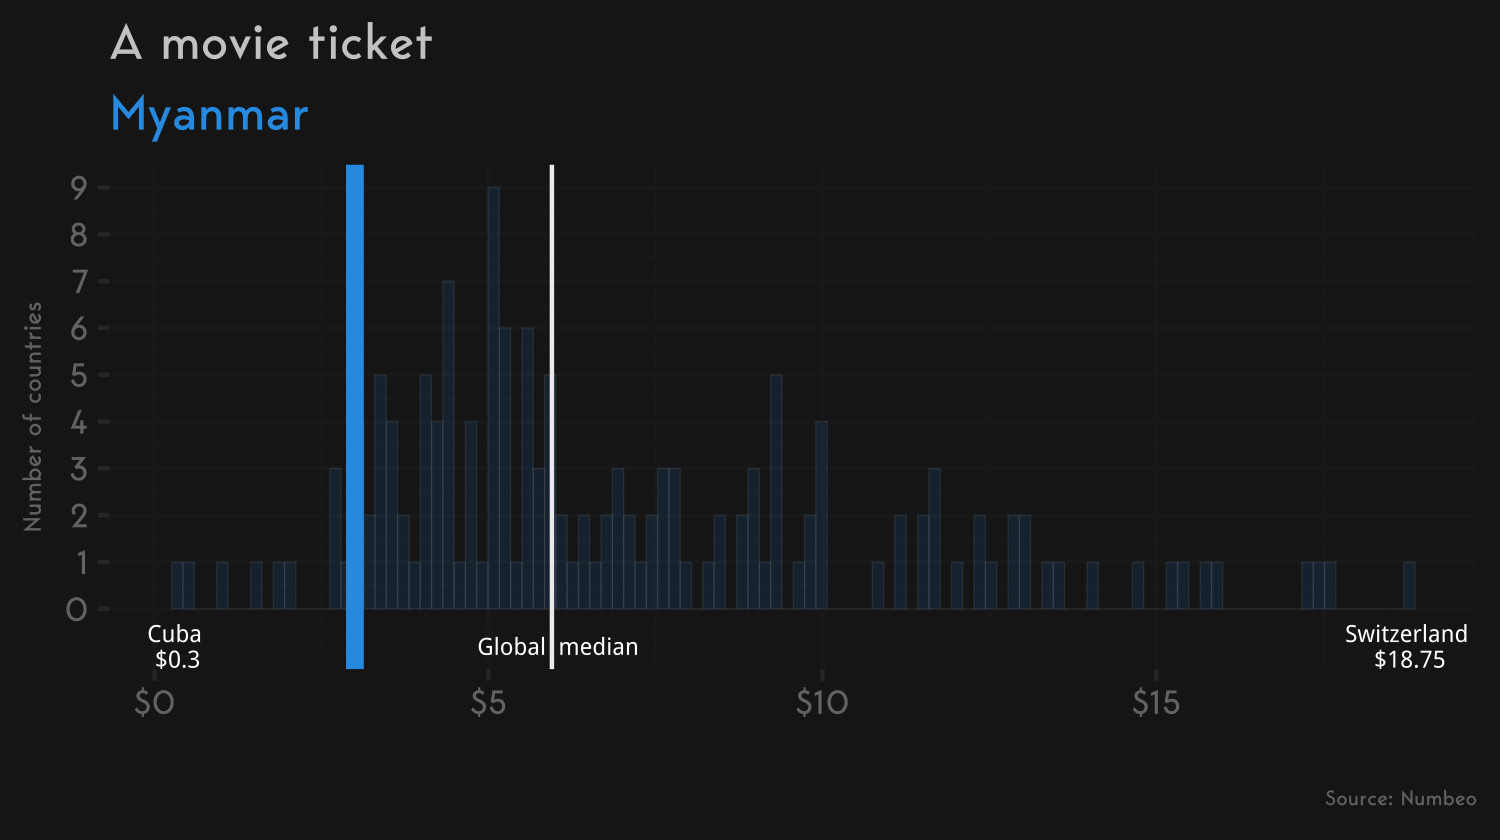 A movie ticket
Myanmar
Number of countries
9
8
7
6
5
4
3
2
1
0
Cuba
$0.3
Global median
Switzerland
$18.75
$0 $5 $10 $15
Source: Numbeo